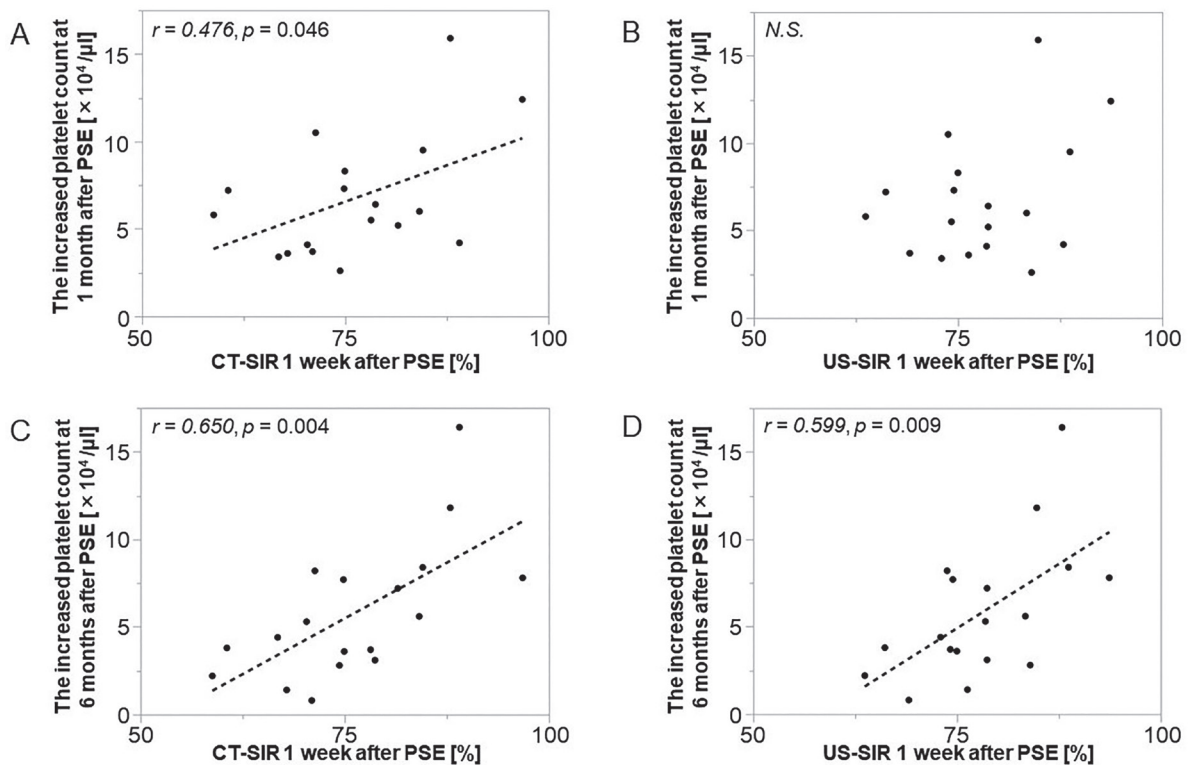 A
r = 0.476, p = 0.046
The increased platelet count at
1 month after PSE [×10⁴/μl]
15
10
5
0
50
75
100
CT-SIR 1 week after PSE [%]
B
N.S.
The increased platelet count at
1 month after PSE [×10⁴/μl]
15
10
5
0
50
75
100
US-SIR 1 week after PSE [%]
C
r = 0.650, p = 0.004
The increased platelet count at
6 months after PSE [×10⁴/μl]
15
10
5
0
50
75
100
CT-SIR 1 week after PSE [%]
D
r = 0.599, p = 0.009
The increased platelet count at
6 months after PSE [×10⁴/μl]
15
10
5
0
50
75
100
US-SIR 1 week after PSE [%]